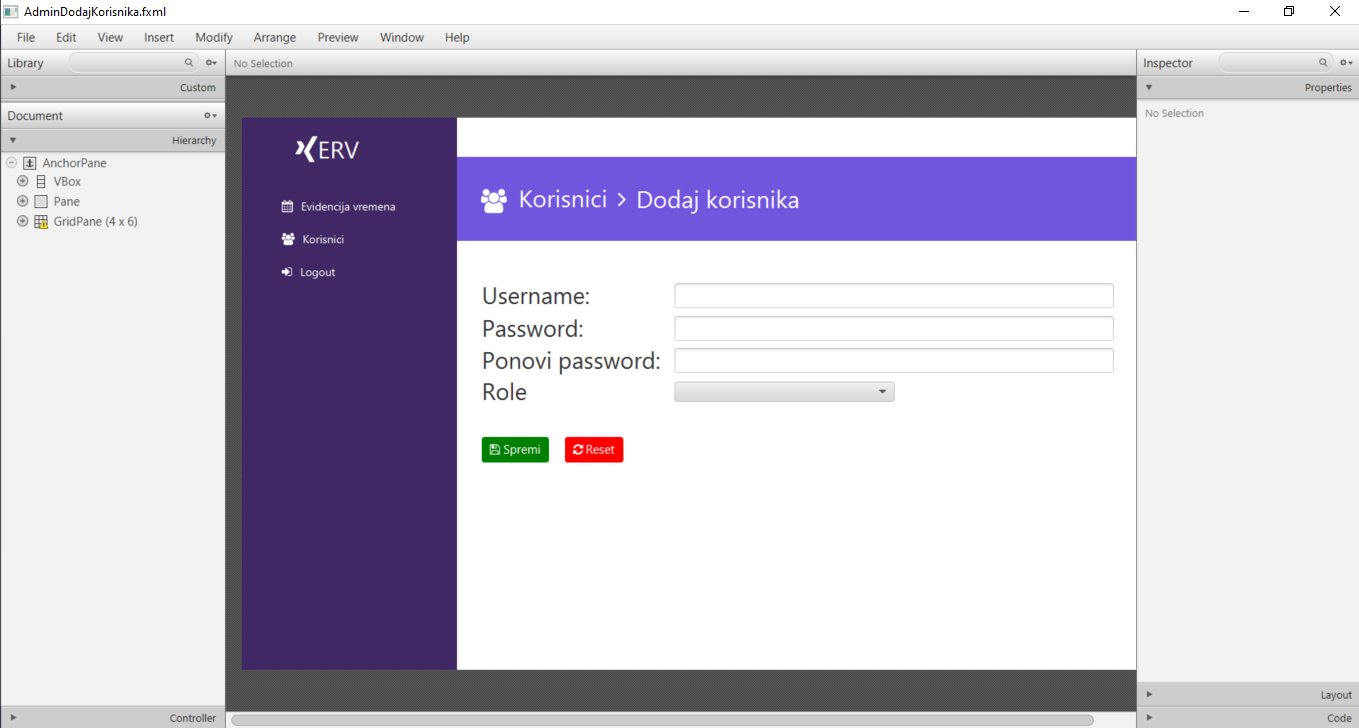 AdminDodajKorisnika.fxml
File Edit View Insert Modify Arrange Preview Window Help
Library
Custom
Document
Hierarchy
AnchorPane
VBox
Pane
GridPane (4 x 6)
Controller
No Selection
ERV
Evidencija vremena
Korisnici
Logout
Korisnici > Dodaj korisnika
Username:
Password:
Ponovi password:
Role
Spremi Reset
Inspector
Properties
No Selection
Layout
Code